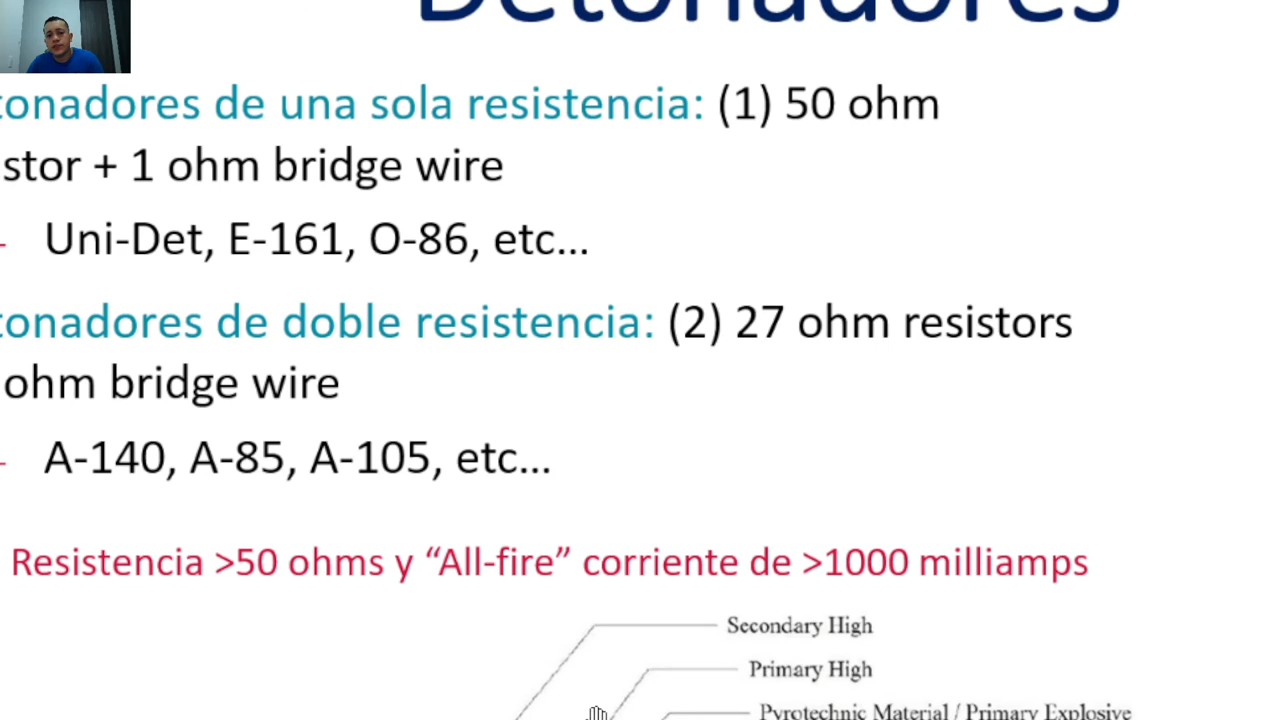 Detonadores
tonadores de una sola resistencia: (1) 50 ohm
stor + 1 ohm bridge wire
- Uni-Det, E-161, O-86, etc...
tonadores de doble resistencia: (2) 27 ohm resistors
ohm bridge wire
- A-140, A-85, A-105, etc...
Resistencia >50 ohms y “All-fire” corriente de >1000 milliamps
Secondary High
Primary High
Pyrotechnic Material / Primary Explosive